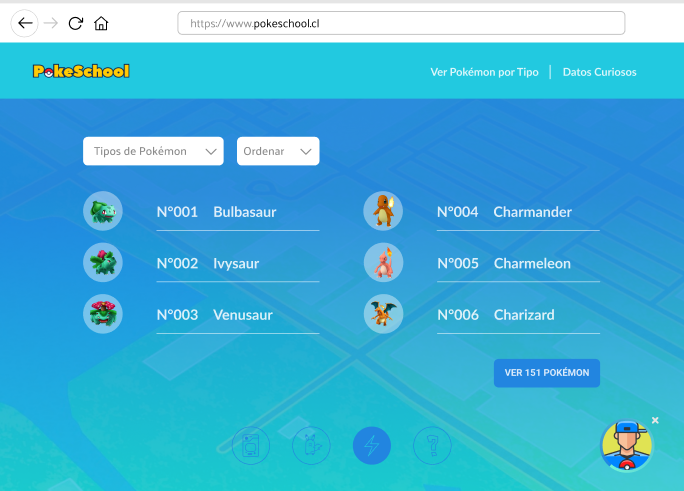 https://www.pokeschool.cl
PokeSchool
Ver Pokémon por Tipo
Datos Curiosos
Tipos de Pokémon
Ordenar
N°001 Bulbasaur
N°004 Charmander
N°002 Ivysaur
N°005 Charmeleon
N°003 Venusaur
N°006 Charizard
VER 151 POKÉMON